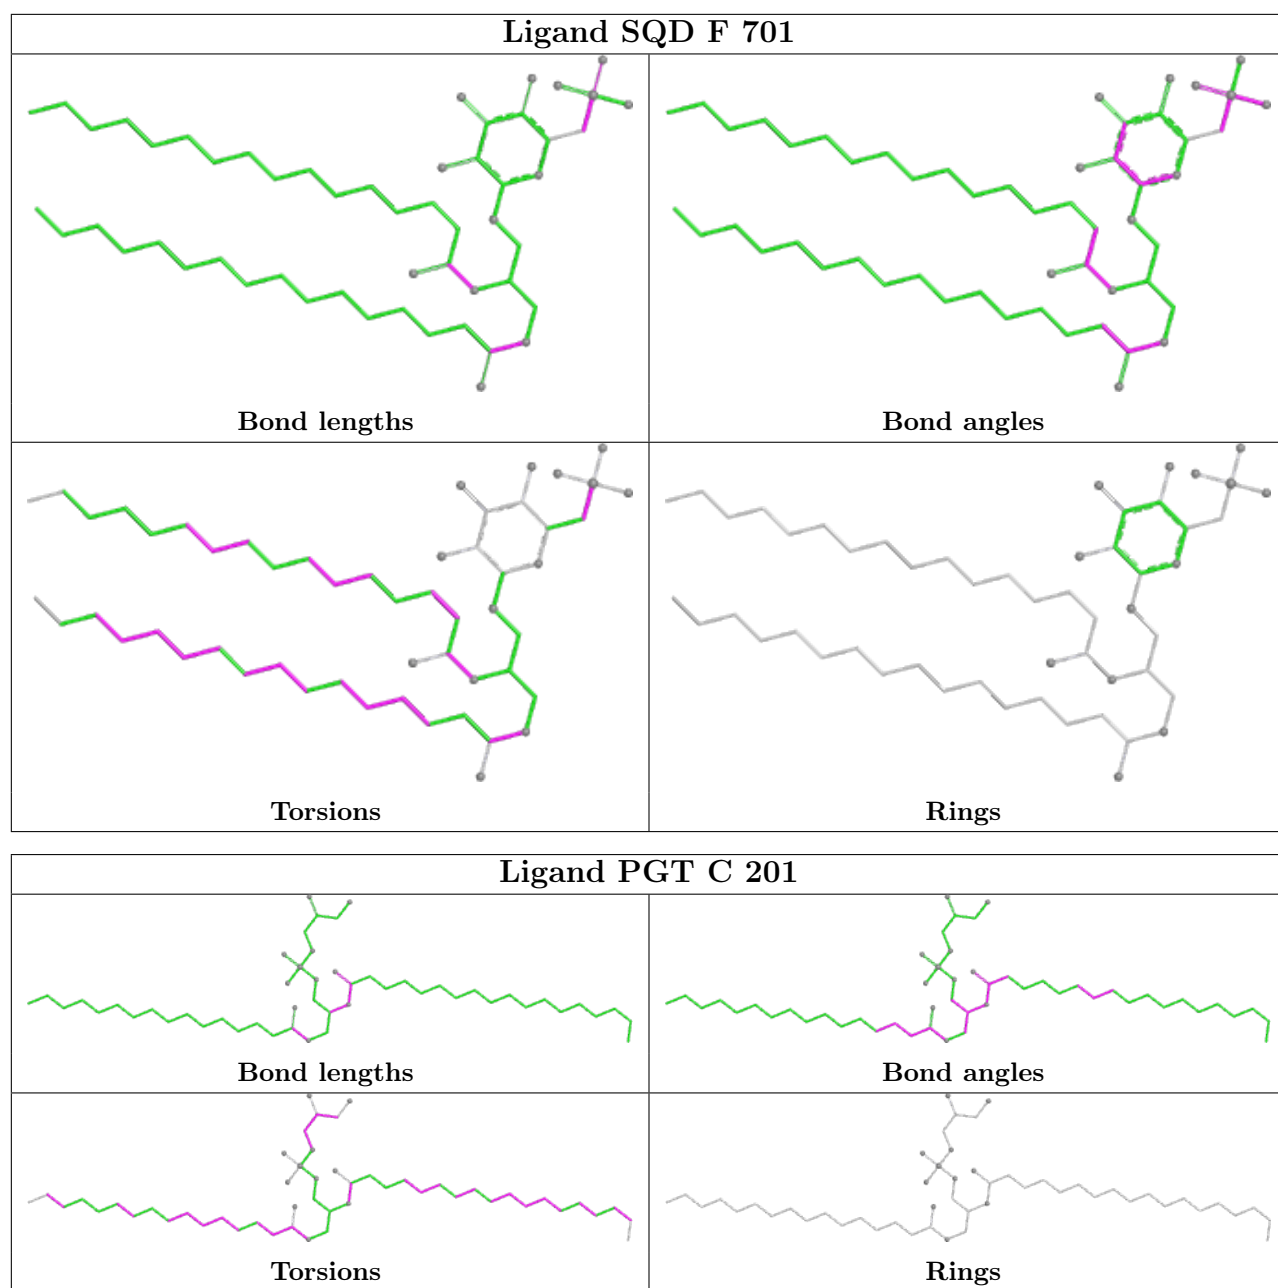 Ligand SQD F 701
Bond lengths
Bond angles
Torsions
Rings
Ligand PGT C 201
Bond lengths
Bond angles
Torsions
Rings